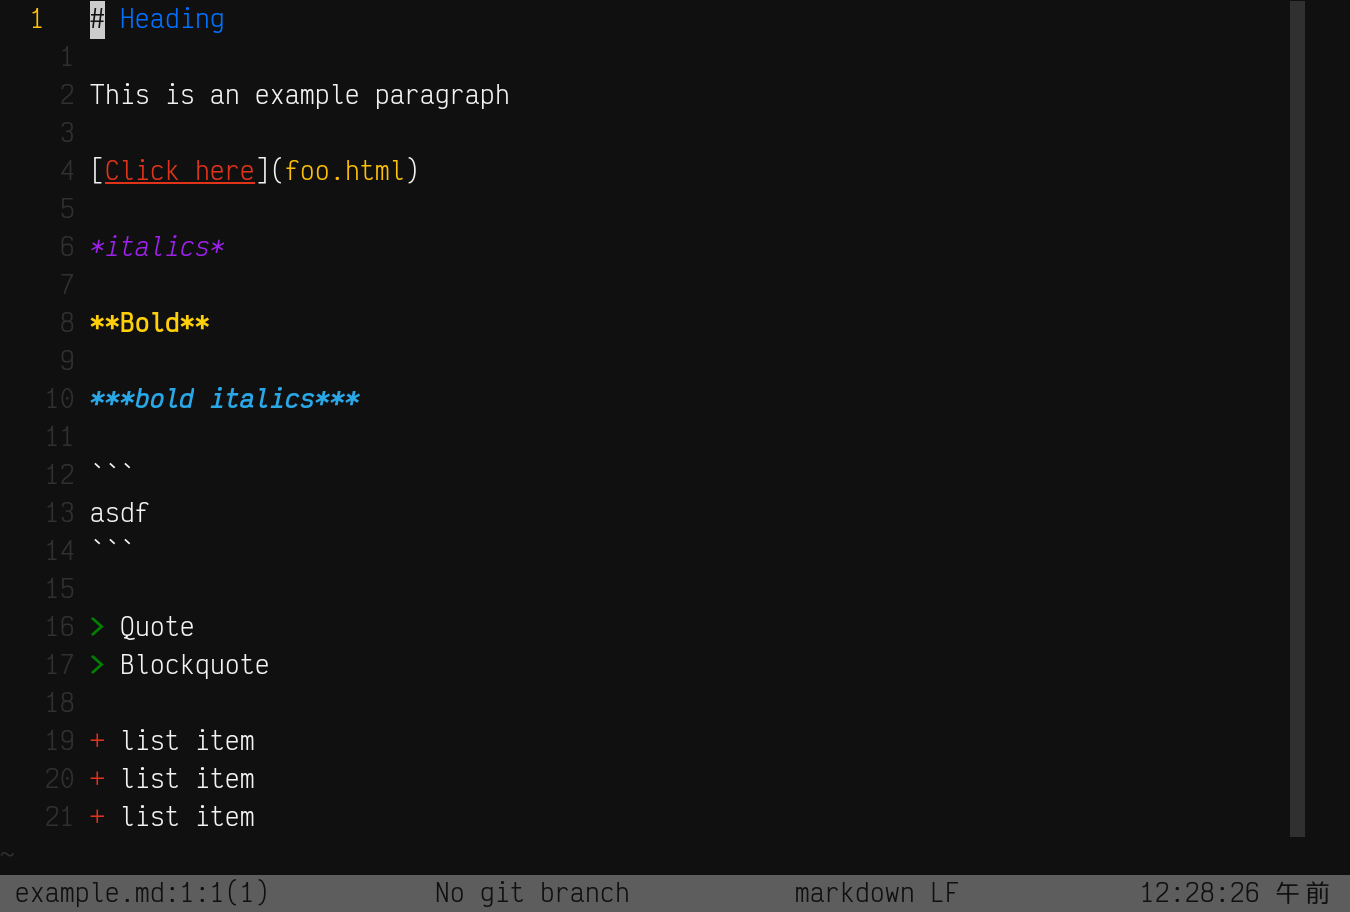 1 # Heading
1
2 This is an example paragraph
3
4 [Click here](foo.html)
5
6 *italics*
7
8 **Bold**
9
10 ***bold italics***
11
12 ```
13 asdf
14 ```
15
16 > Quote
17 > Blockquote
18
19 + list item
20 + list item
21 + list item
~
example.md:1:1(1) No git branch markdown LF 12:28:26 午前